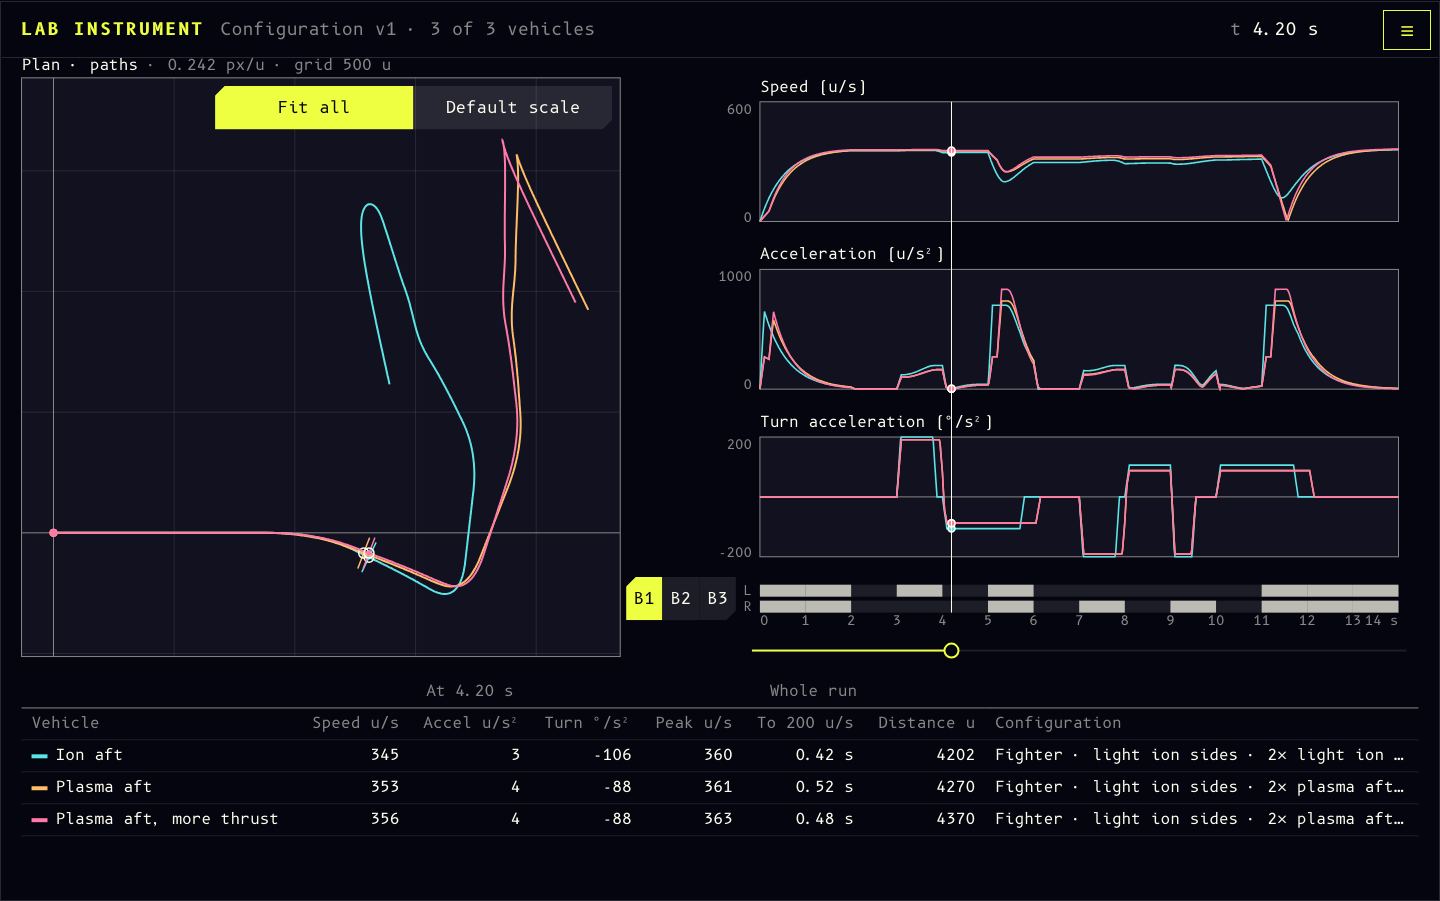 LAB INSTRUMENT Configuration v1 · 3 of 3 vehicles t 4.20 s ≡
Plan · paths · 0.242 px/u · grid 500 u
Fit all Default scale
Speed [u/s]
600
0
Acceleration [u/s²]
1000
0
Turn acceleration [°/s²]
200
-200
B1 B2 B3
L
R
0 1 2 3 4 5 6 7 8 9 10 11 12 13 14 s
At 4.20 s Whole run
Vehicle Speed u/s Accel u/s² Turn °/s² Peak u/s To 200 u/s Distance u Configuration
Ion aft 345 3 -106 360 0.42 s 4202 Fighter · light ion sides · 2× light ion …
Plasma aft 353 4 -88 361 0.52 s 4270 Fighter · light ion sides · 2× plasma aft…
Plasma aft, more thrust 356 4 -88 363 0.48 s 4370 Fighter · light ion sides · 2× plasma aft…